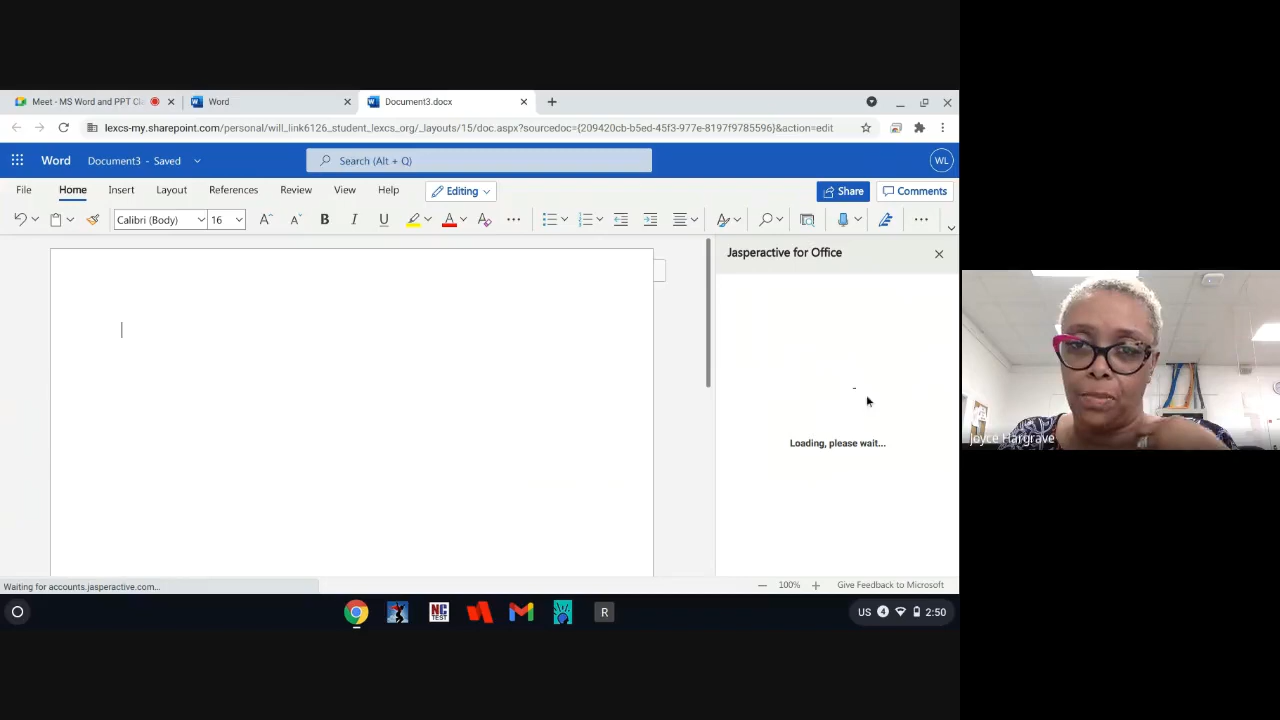 Meet - MS Word and PPT Cl
Word
Document3.docx
lexcs-my.sharepoint.com/personal/will_link6126_student_lexcs_org/_layouts/15/doc.aspx?sourcedoc={209420cb-b5ed-45f3-977e-8197f9785596}&action=edit
Word Document3 - Saved
Search (Alt + Q)
WL
File Home Insert Layout References Review View Help Editing Share Comments
Calibri (Body) 16 B I U A
Jasperactive for Office
Loading, please wait...
Joyce Hargrave
Waiting for accounts.jasperactive.com...
100% Give Feedback to Microsoft
NC
TEST
R
US 4 2:50